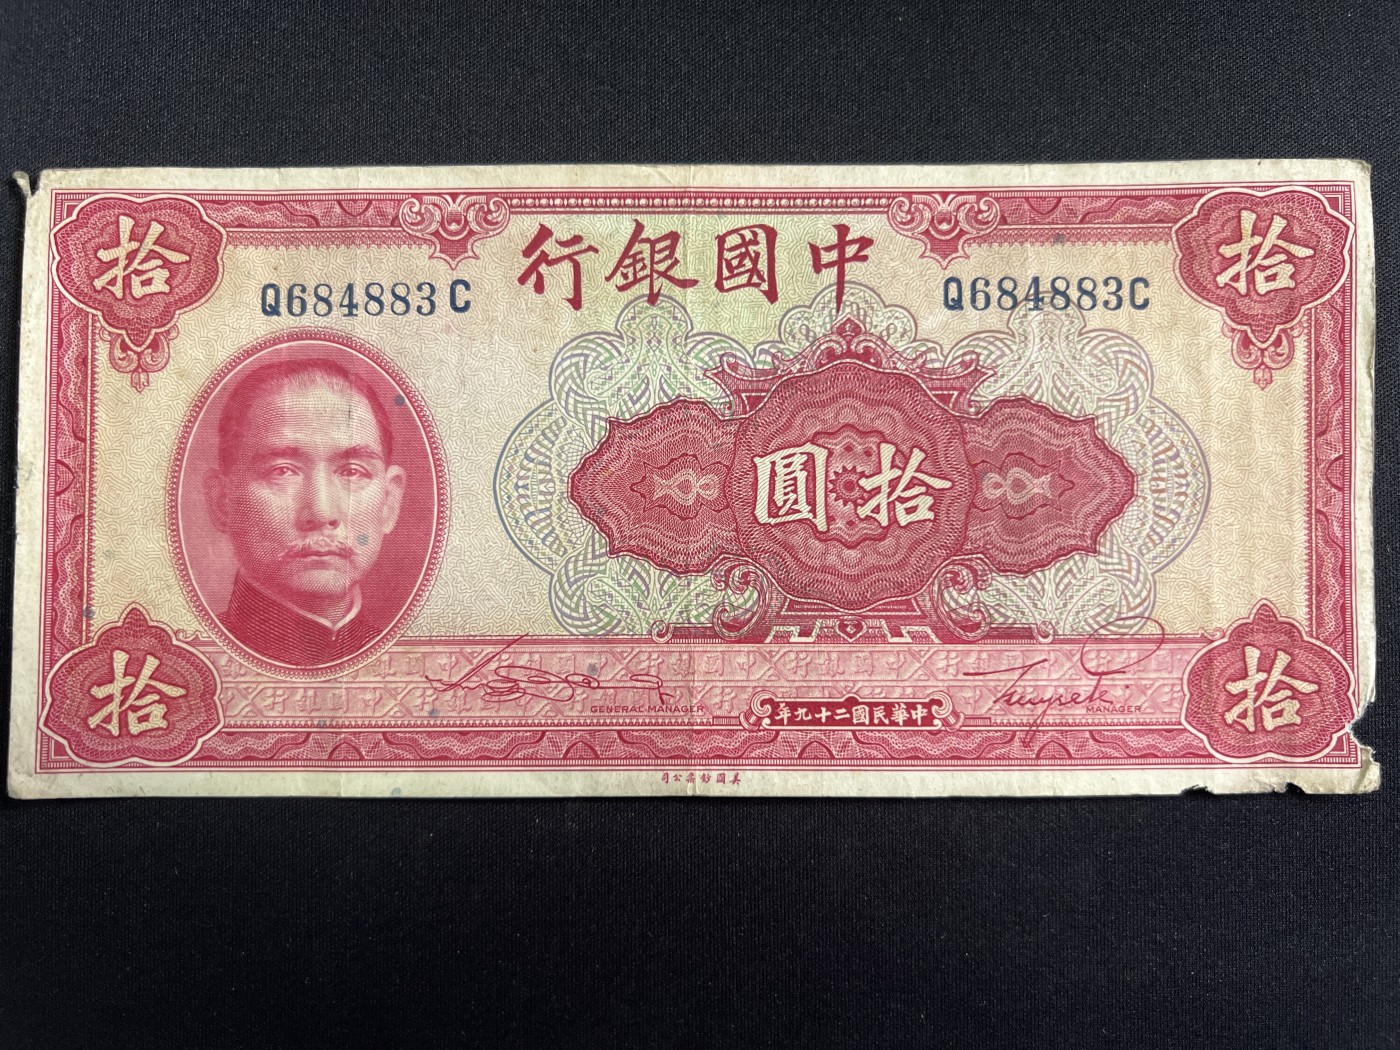 中國銀行
Q684883C
Q684883C
拾
拾
拾圓
拾
拾
GENERAL MANAGER
MANAGER
中華民國二十九年
美國鈔票公司